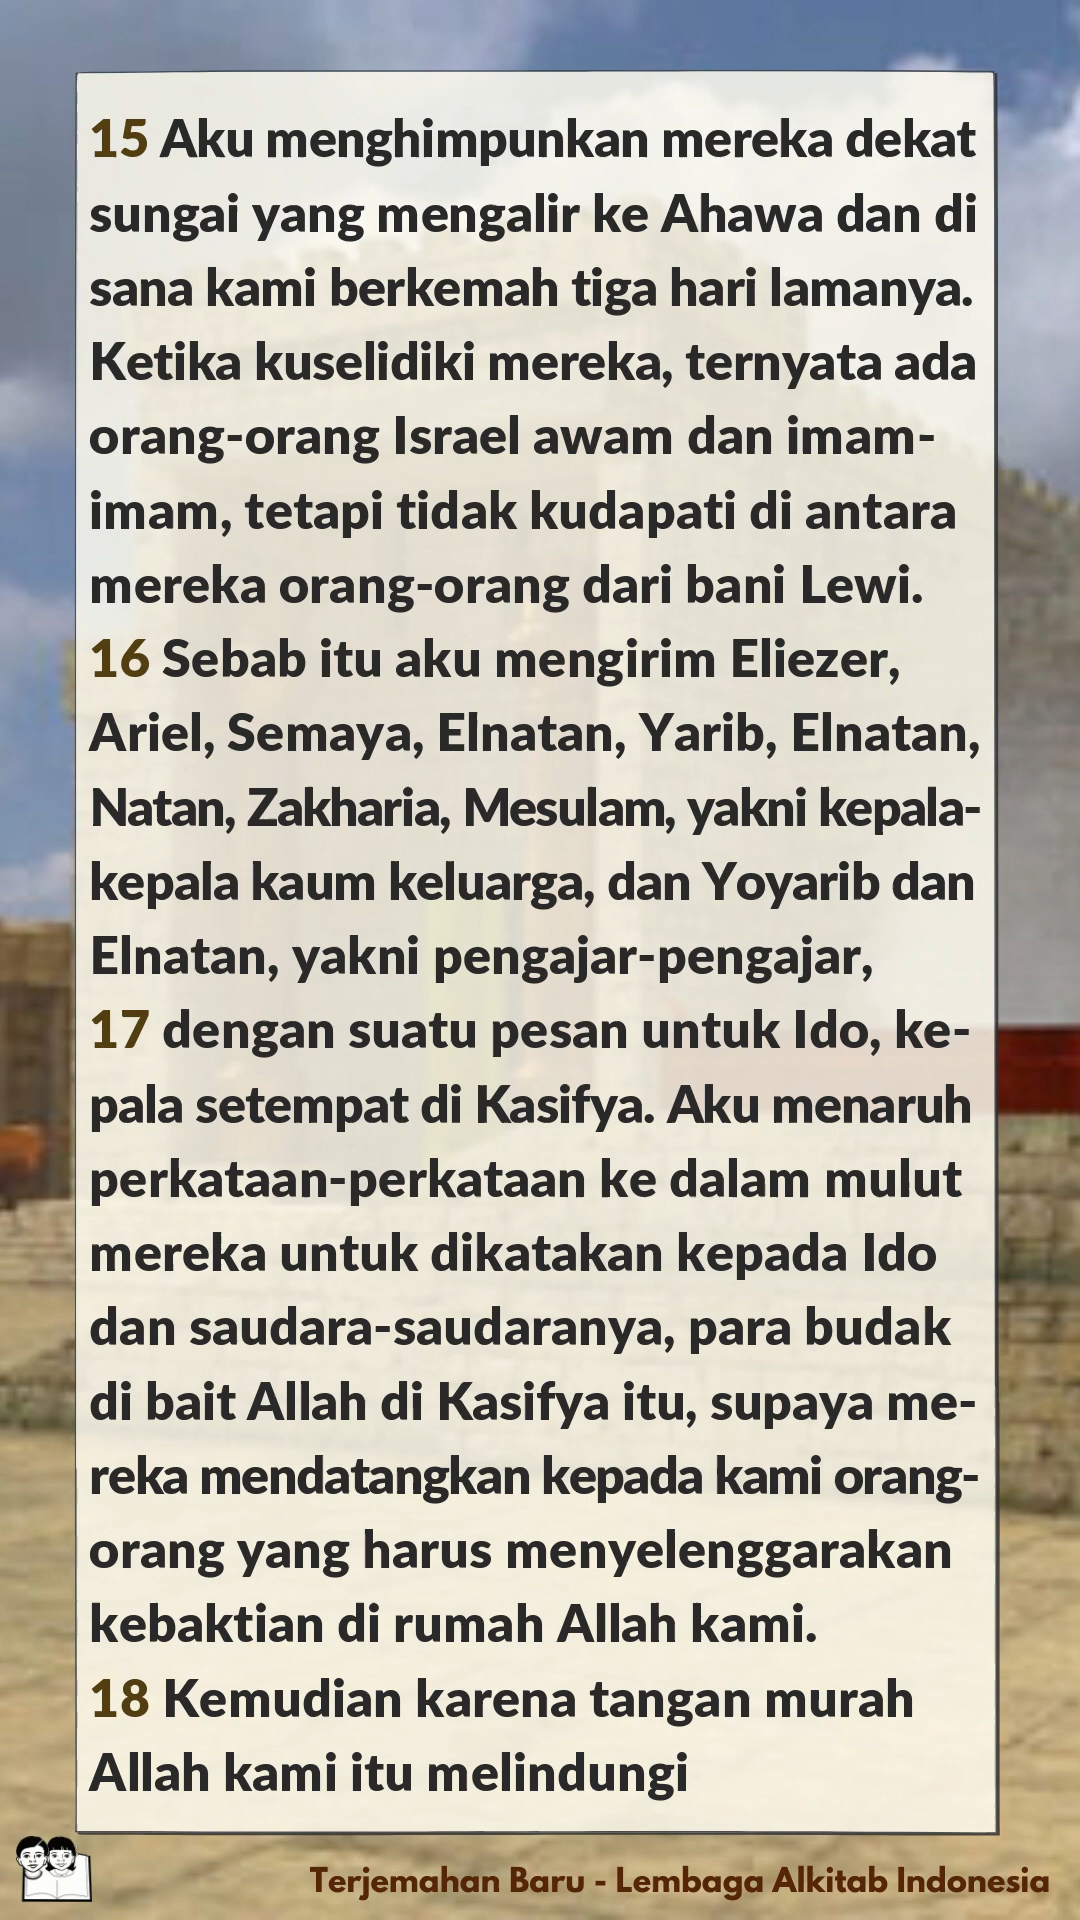 15 Aku menghimpunkan mereka dekat
sungai yang mengalir ke Ahawa dan di
sana kami berkemah tiga hari lamanya.
Ketika kuselidiki mereka, ternyata ada
orang-orang Israel awam dan imam-
imam, tetapi tidak kudapati di antara
mereka orang-orang dari bani Lewi.
16 Sebab itu aku mengirim Eliezer,
Ariel, Semaya, Elnatan, Yarib, Elnatan,
Natan, Zakharia, Mesulam, yakni kepala-
kepala kaum keluarga, dan Yoyarib dan
Elnatan, yakni pengajar-pengajar,
17 dengan suatu pesan untuk Ido, ke-
pala setempat di Kasifya. Aku menaruh
perkataan-perkataan ke dalam mulut
mereka untuk dikatakan kepada Ido
dan saudara-saudaranya, para budak
di bait Allah di Kasifya itu, supaya me-
reka mendatangkan kepada kami orang-
orang yang harus menyelenggarakan
kebaktian di rumah Allah kami.
18 Kemudian karena tangan murah
Allah kami itu melindungi
Terjemahan Baru - Lembaga Alkitab Indonesia